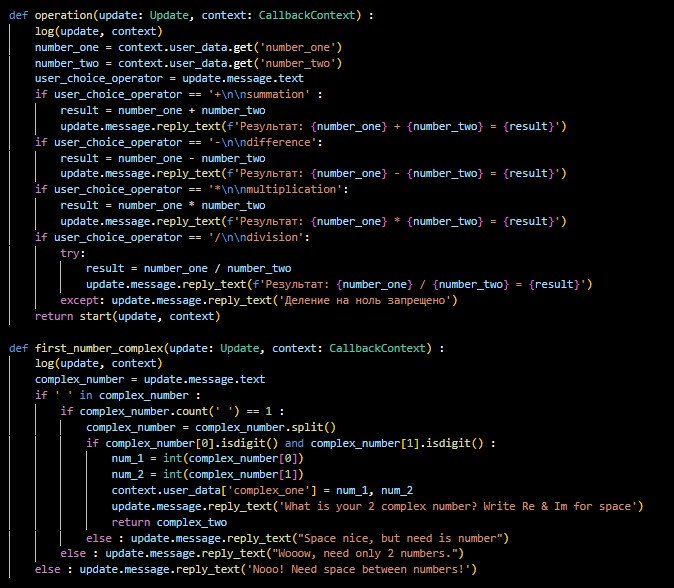 def operation(update: Update, context: CallbackContext) :
    log(update, context)
    number_one = context.user_data.get('number_one')
    number_two = context.user_data.get('number_two')
    user_choice_operator = update.message.text
    if user_choice_operator == '+\n\nsummation' :
        result = number_one + number_two
        update.message.reply_text(f'Результат: {number_one} + {number_two} = {result}')
    if user_choice_operator == '-\n\ndifference':
        result = number_one - number_two
        update.message.reply_text(f'Результат: {number_one} - {number_two} = {result}')
    if user_choice_operator == '*\n\nmultiplication':
        result = number_one * number_two
        update.message.reply_text(f'Результат: {number_one} * {number_two} = {result}')
    if user_choice_operator == '/\n\ndivision':
        try:
            result = number_one / number_two
            update.message.reply_text(f'Результат: {number_one} / {number_two} = {result}')
        except: update.message.reply_text('Деление на ноль запрещено')
    return start(update, context)

def first_number_complex(update: Update, context: CallbackContext) :
    log(update, context)
    complex_number = update.message.text
    if ' ' in complex_number :
        if complex_number.count(' ') == 1 :
            complex_number = complex_number.split()
            if complex_number[0].isdigit() and complex_number[1].isdigit() :
                num_1 = int(complex_number[0])
                num_2 = int(complex_number[1])
                context.user_data['complex_one'] = num_1, num_2
                update.message.reply_text('What is your 2 complex number? Write Re & Im for space')
                return complex_two
            else : update.message.reply_text("Space nice, but need is number")
        else : update.message.reply_text("Wooow, need only 2 numbers.")
    else : update.message.reply_text('Nooo! Need space between numbers!')